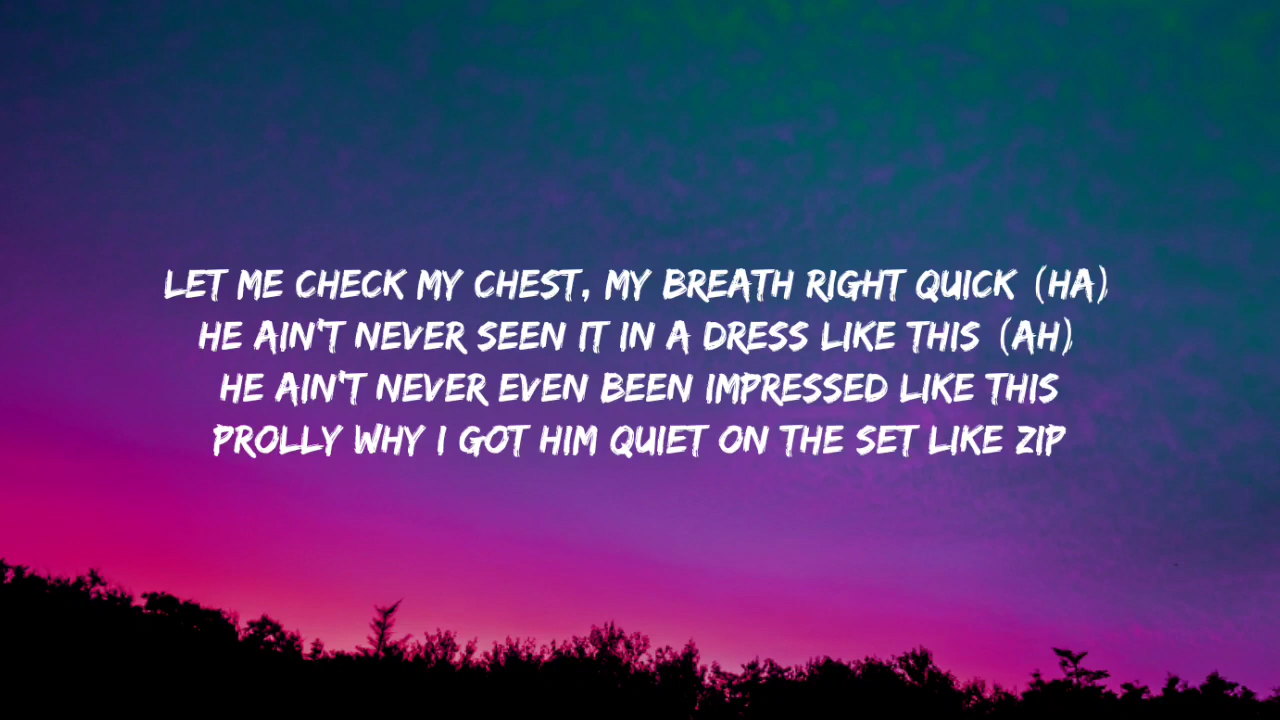 LET ME CHECK MY CHEST, MY BREATH RIGHT QUICK (HA)
HE AIN'T NEVER SEEN IT IN A DRESS LIKE THIS (AH)
HE AIN'T NEVER EVEN BEEN IMPRESSED LIKE THIS
PROLLY WHY I GOT HIM QUIET ON THE SET LIKE ZIP